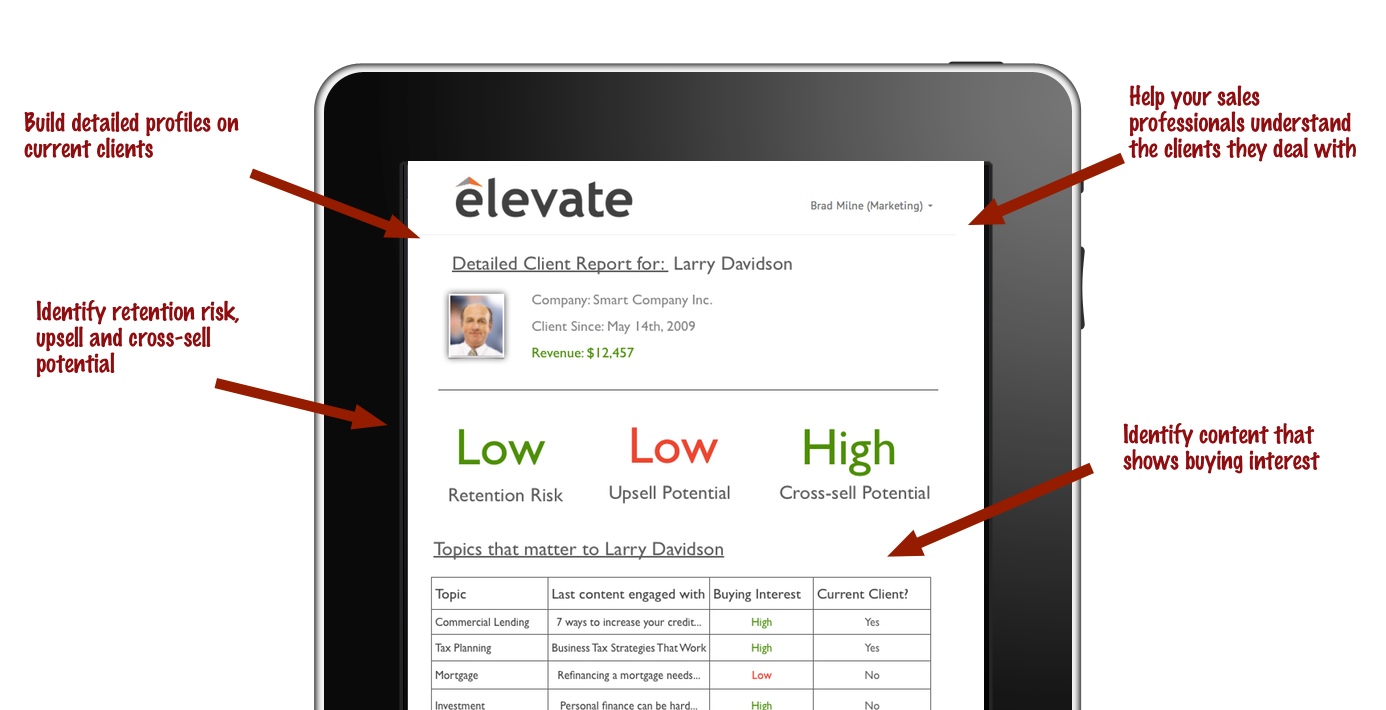 Build detailed profiles on
current clients
Help your sales
professionals understand
the clients they deal with
elevate
Brad Milne (Marketing)
Detailed Client Report for: Larry Davidson
Company: Smart Company Inc.
Client Since: May 14th, 2009
Revenue: $12,457
Identify retention risk,
upsell and cross-sell
potential
Low Low High
Retention Risk Upsell Potential Cross-sell Potential
Identify content that
shows buying interest
Topics that matter to Larry Davidson
Topic Last content engaged with Buying Interest Current Client?
Commercial Lending 7 ways to increase your credit... High Yes
Tax Planning Business Tax Strategies That Work High Yes
Mortgage Refinancing a mortgage needs... Low No
Investment Personal finance can be hard... High No